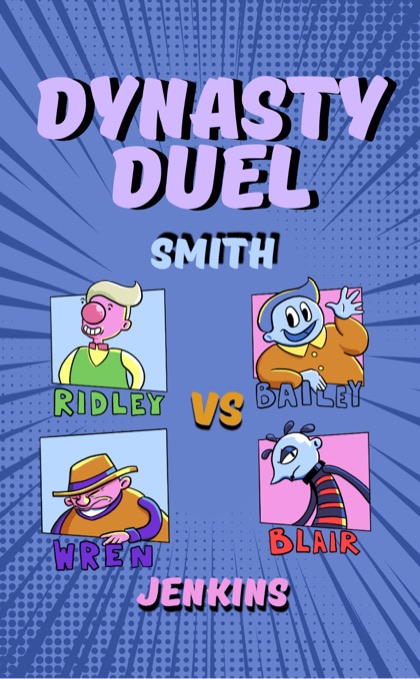 DYNASTY
DUEL
SMITH
RIDLEY
BAILEY
VS
WREN
BLAIR
JENKINS